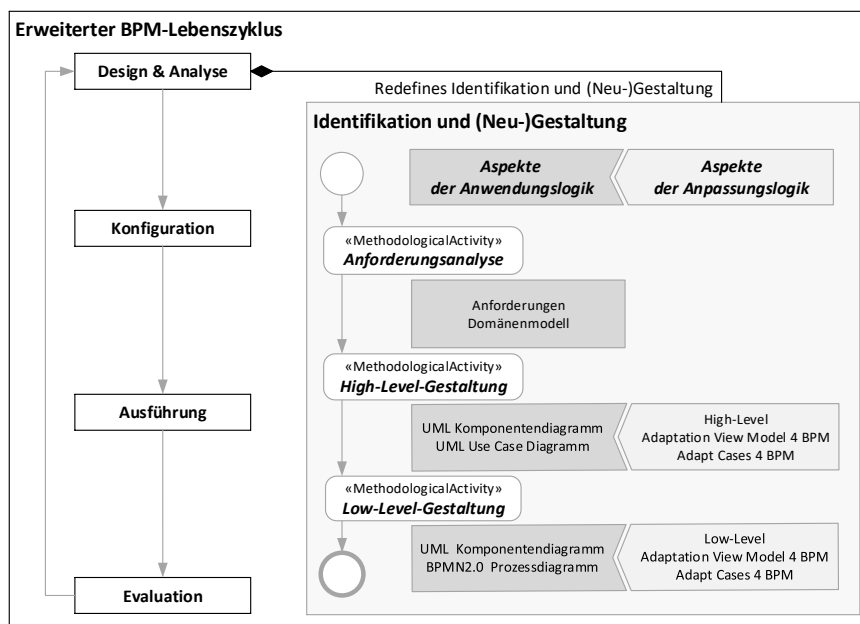 Erweiterter BPM-Lebenszyklus
Design & Analyse
Konfiguration
Ausführung
Evaluation
Redefines Identifikation und (Neu-)Gestaltung
Identifikation und (Neu-)Gestaltung
Aspekte
der Anwendungslogik
Aspekte
der Anpassungslogik
«MethodologicalActivity»
Anforderungsanalyse
Anforderungen
Domänenmodell
«MethodologicalActivity»
High-Level-Gestaltung
UML Komponentendiagramm
UML Use Case Diagramm
High-Level
Adaptation View Model 4 BPM
Adapt Cases 4 BPM
«MethodologicalActivity»
Low-Level-Gestaltung
UML Komponentendiagramm
BPMN2.0 Prozessdiagramm
Low-Level
Adaptation View Model 4 BPM
Adapt Cases 4 BPM